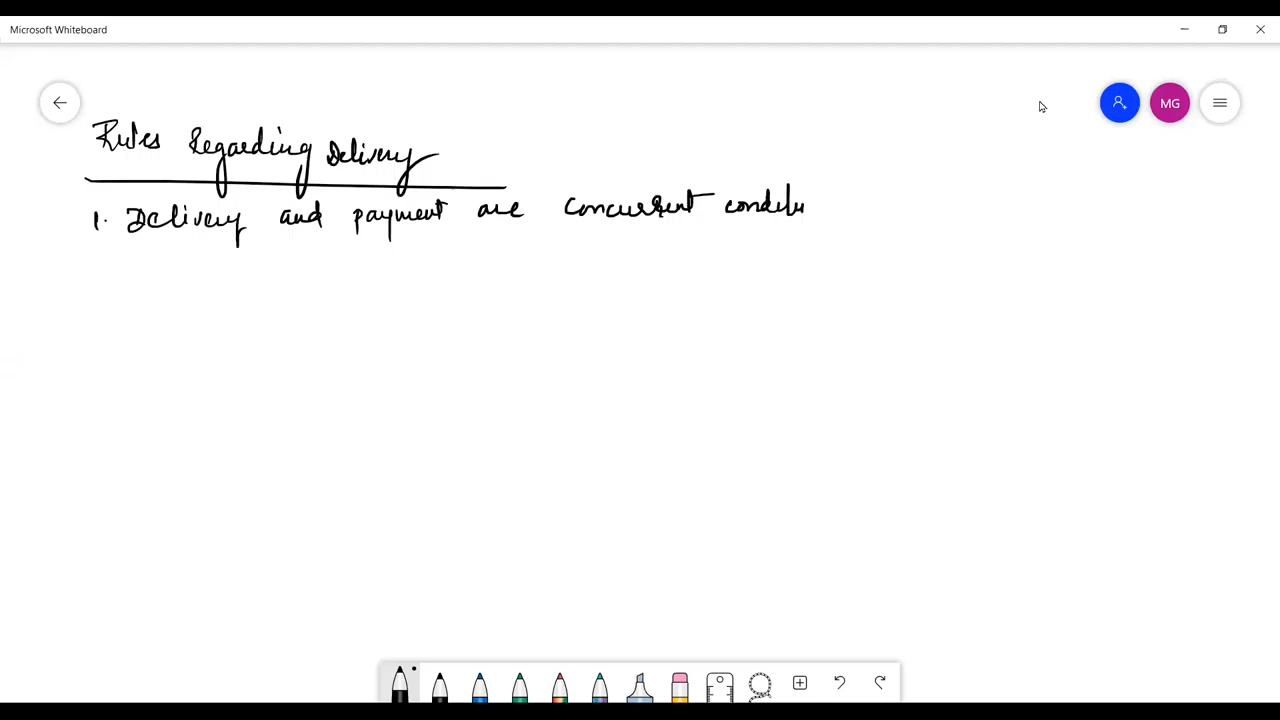 Microsoft Whiteboard
MG
Rules Regarding Delivery
1. Delivery and payment are concurrent